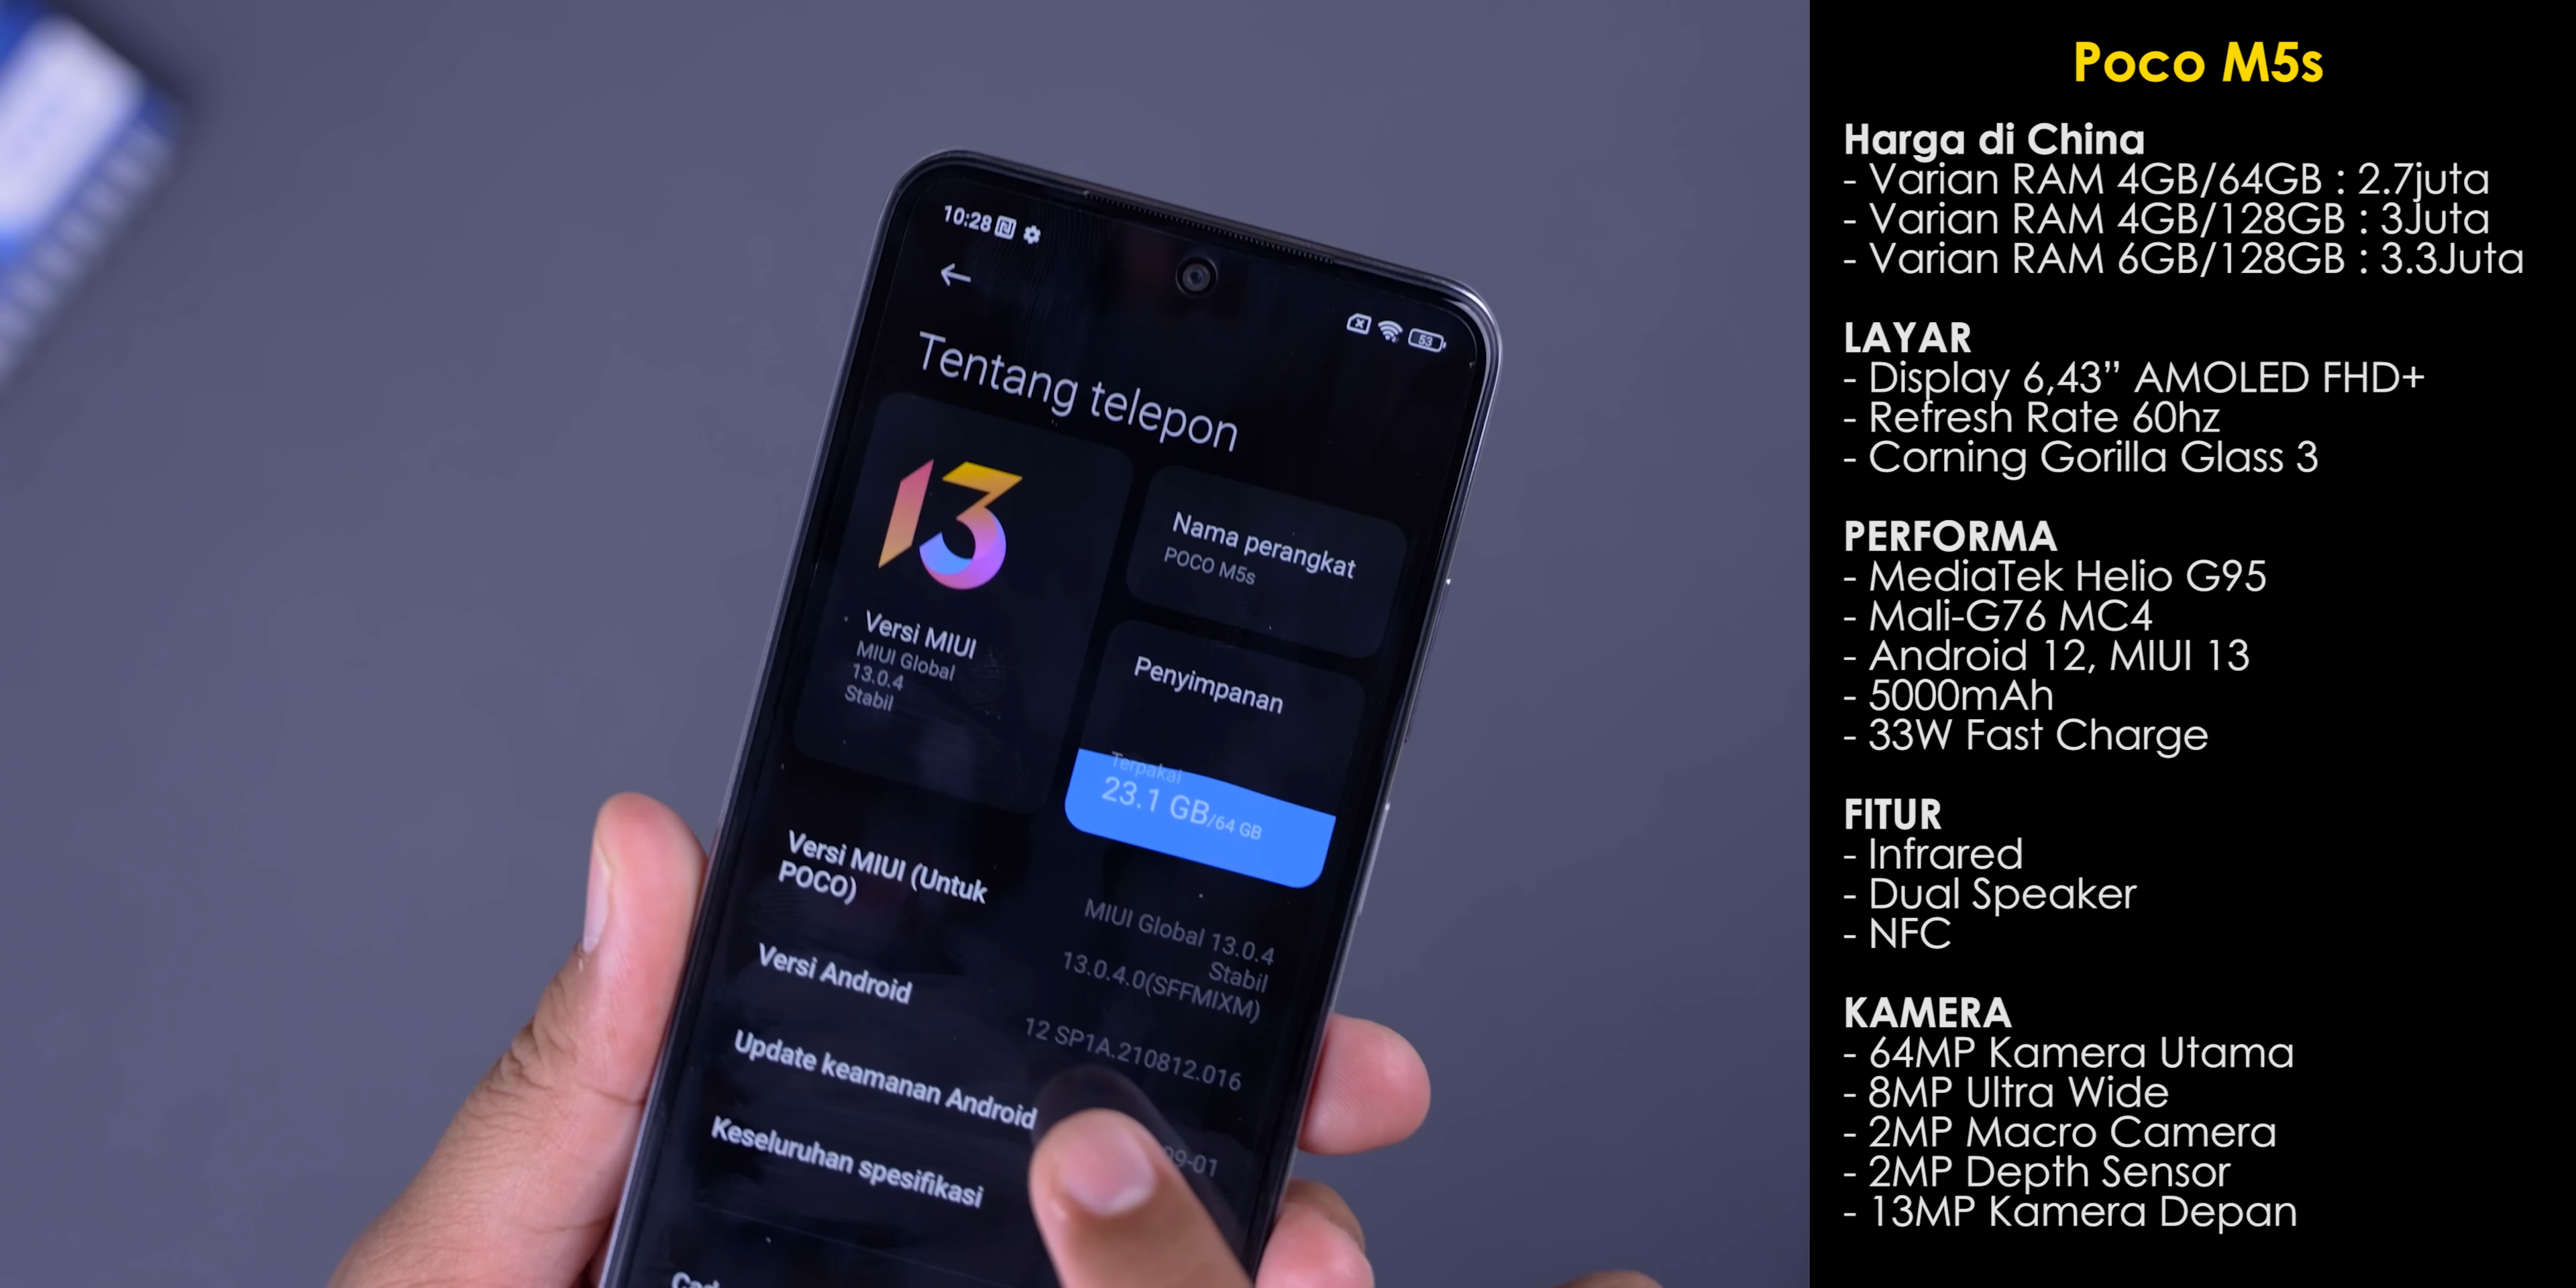 10:28
53
Tentang telepon
13
Versi MIUI
MIUI Global
13.0.4
Stabil
Nama perangkat
POCO M5s
Penyimpanan
Terpakai
23.1 GB/64 GB
Versi MIUI (Untuk
POCO)
MIUI Global 13.0.4
Stabil
13.0.4.0(SFFMIXM)
Versi Android
12 SP1A.210812.016
Update keamanan Android
09-01
Keseluruhan spesifikasi
Poco M5s
Harga di China
- Varian RAM 4GB/64GB : 2.7juta
- Varian RAM 4GB/128GB : 3Juta
- Varian RAM 6GB/128GB : 3.3Juta
LAYAR
- Display 6,43” AMOLED FHD+
- Refresh Rate 60hz
- Corning Gorilla Glass 3
PERFORMA
- MediaTek Helio G95
- Mali-G76 MC4
- Android 12, MIUI 13
- 5000mAh
- 33W Fast Charge
FITUR
- Infrared
- Dual Speaker
- NFC
KAMERA
- 64MP Kamera Utama
- 8MP Ultra Wide
- 2MP Macro Camera
- 2MP Depth Sensor
- 13MP Kamera Depan